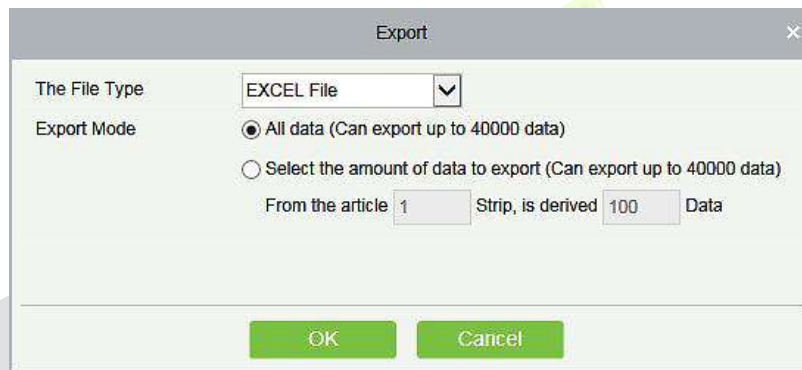 Export
The File Type EXCEL File
Export Mode All data (Can export up to 40000 data)
Select the amount of data to export (Can export up to 40000 data)
From the article 1 Strip, is derived 100 Data
OK Cancel